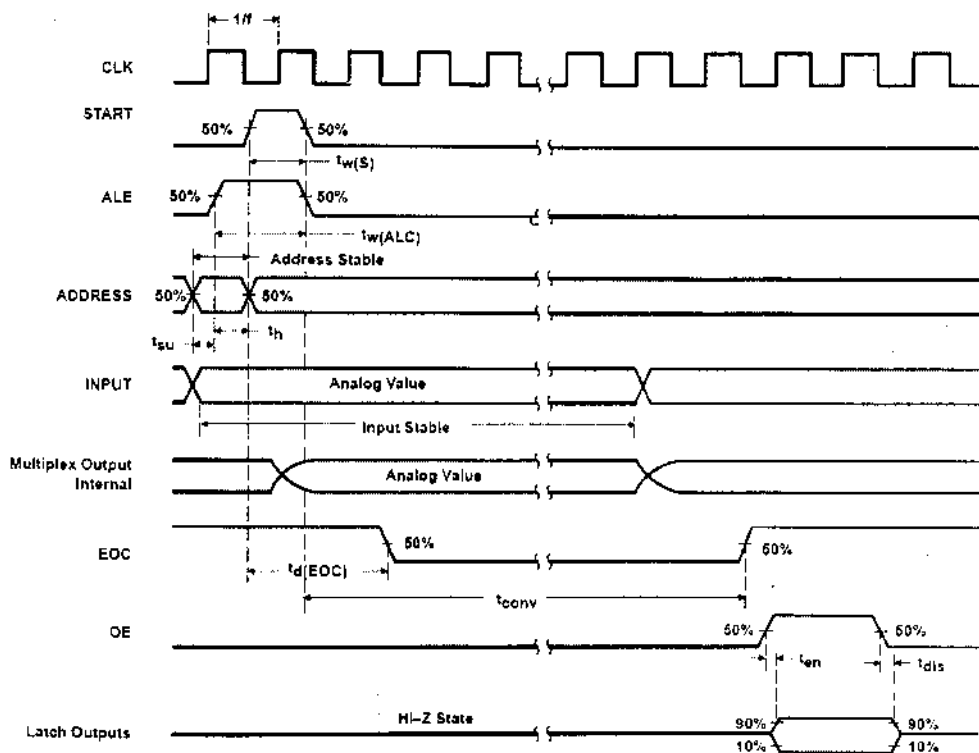 1/f
CLK
START
50% 50%
tw(S)
ALE
50% 50%
tw(ALC)
Address Stable
ADDRESS
50% 50%
tsu th
INPUT
Analog Value
Input Stable
Multiplex Output
Internal
Analog Value
EOC
50% 50%
td(EOC)
tconv
OE
50% 50%
ten tdis
Latch Outputs
Hi–Z State
90% 90%
10% 10%